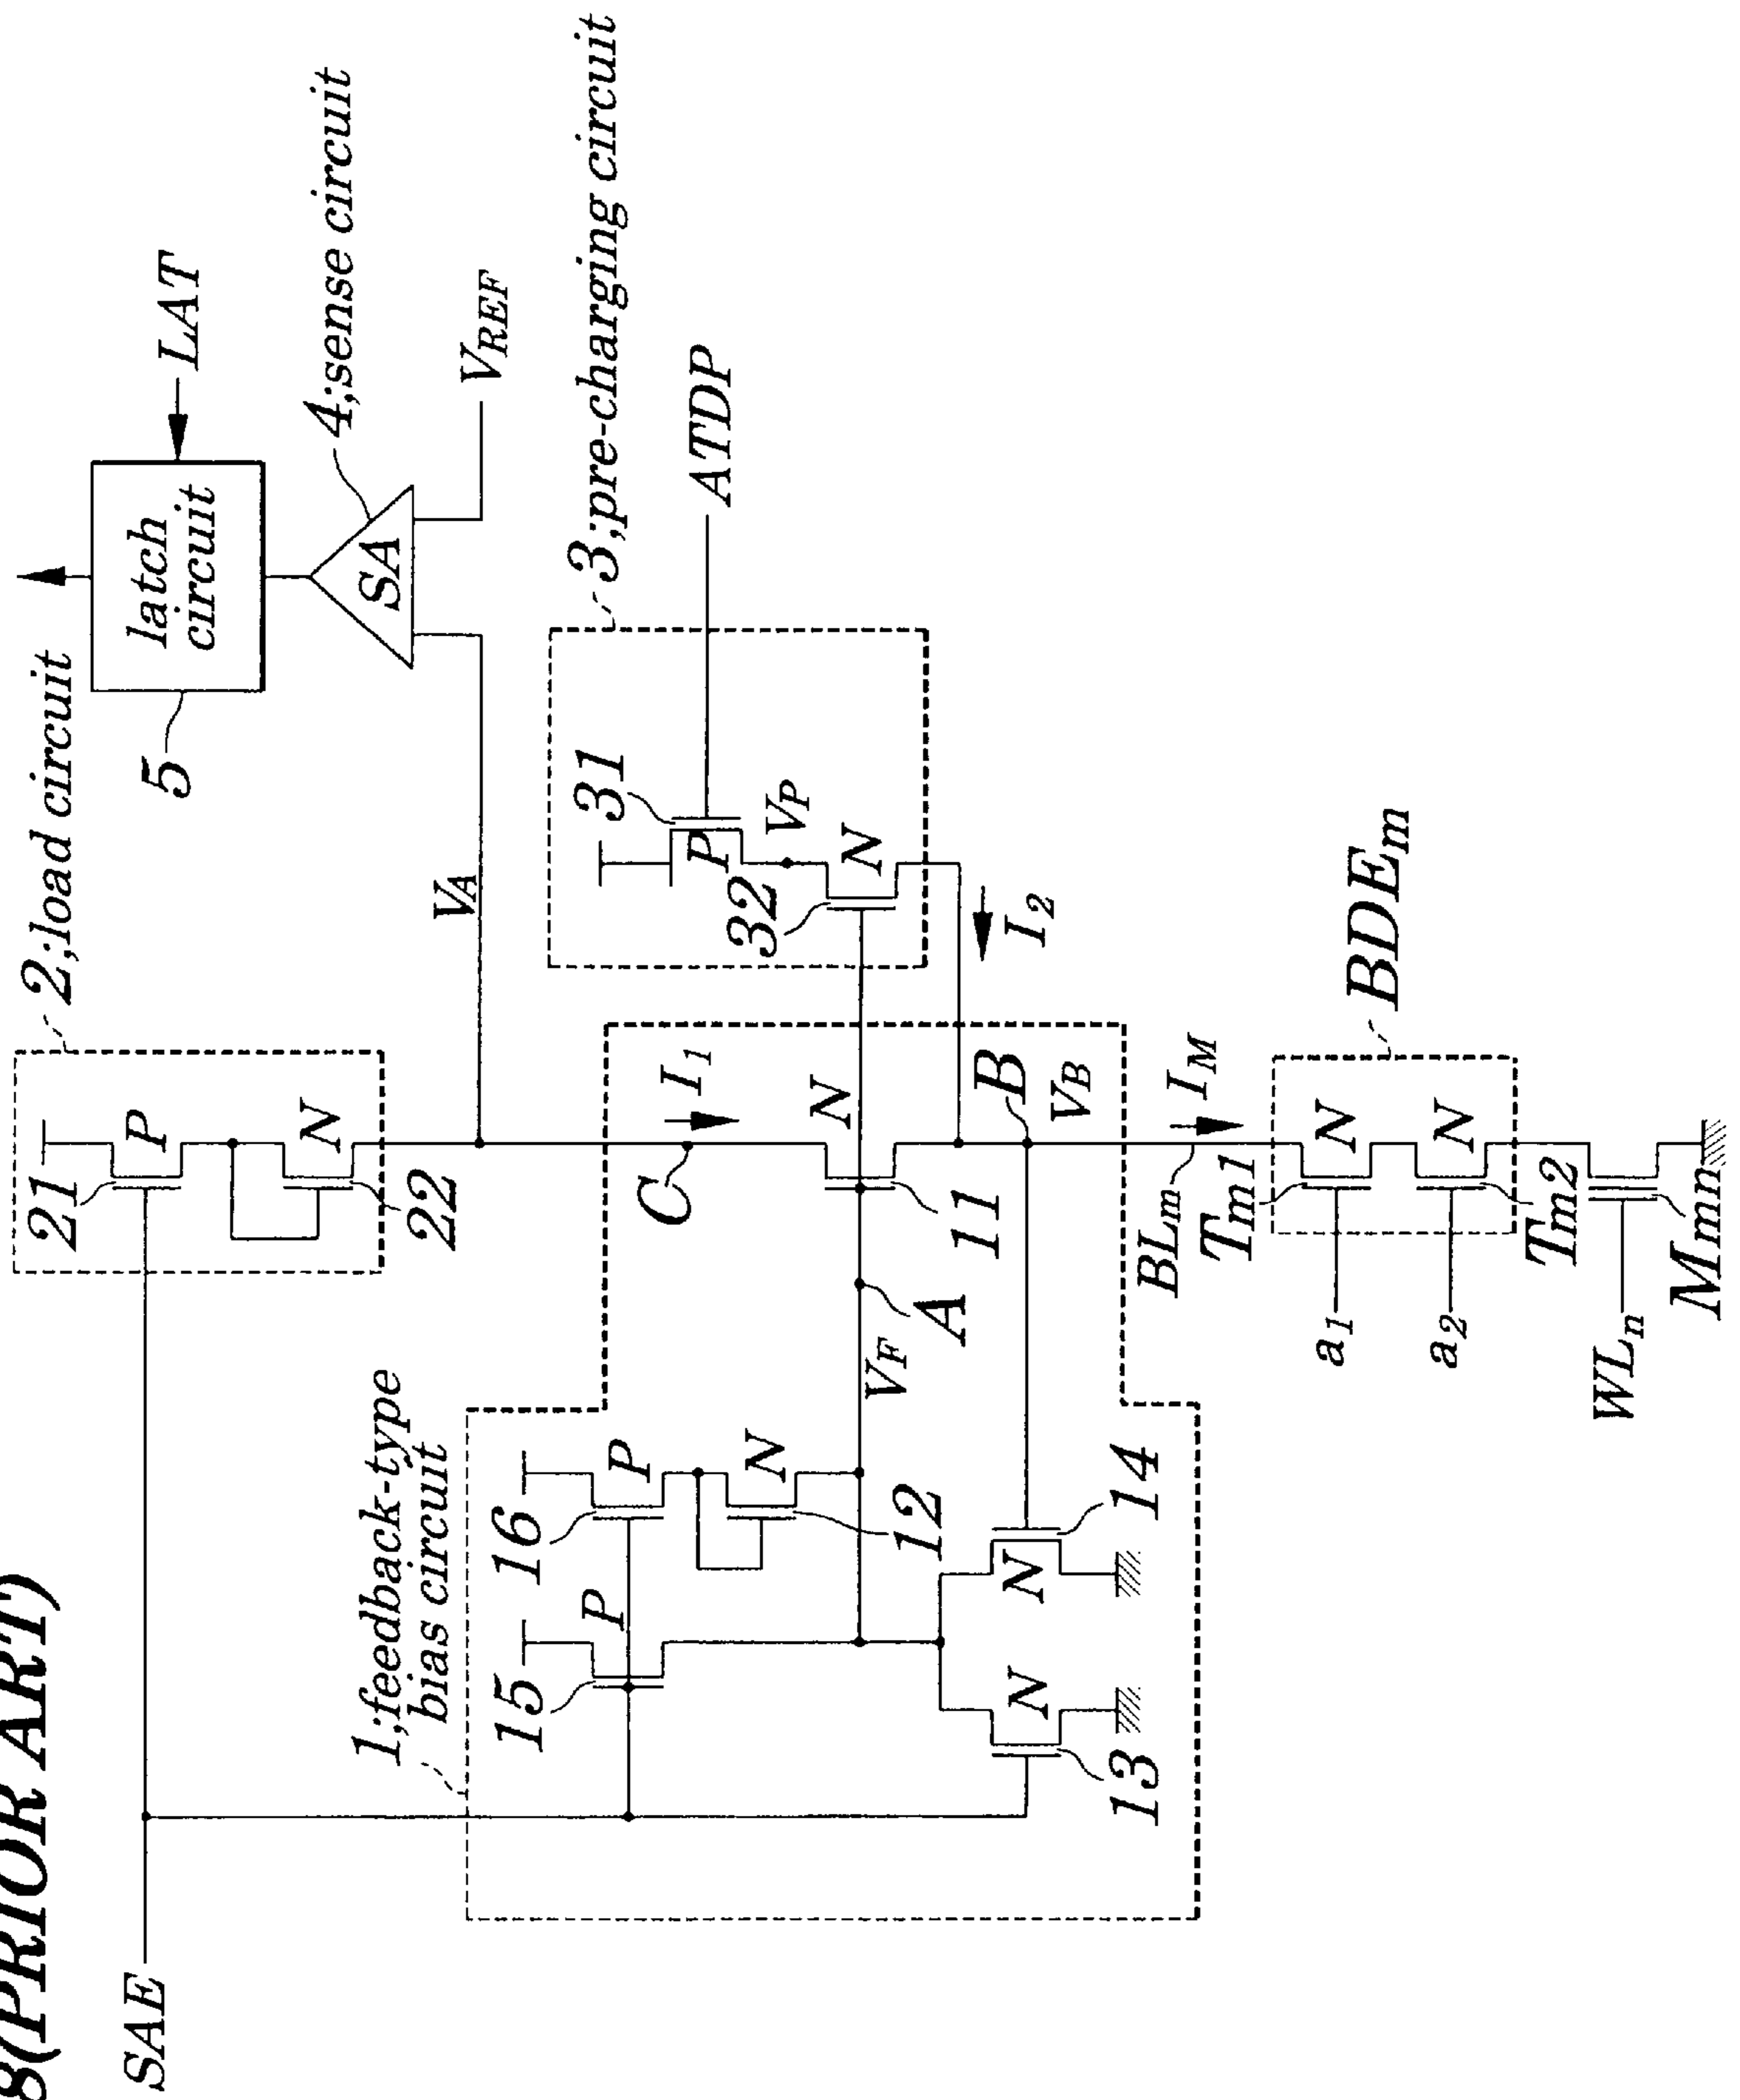 8(PRIOR ART)
SAE
2;load circuit
21
P
N
22
5
latch
circuit
LAT
4;sense circuit
SA
VREF
VA
1;feedback-type
bias circuit
15
P
16
P
N
12
VF
A
13
N
N
14
C
I1
N
11
B
VB
3;pre-charging circuit
31
P
ATDP
VP
32
N
I2
BLm
IM
BDEm
Tm1
N
a1
N
a2
Tm2
WLn
Mmn